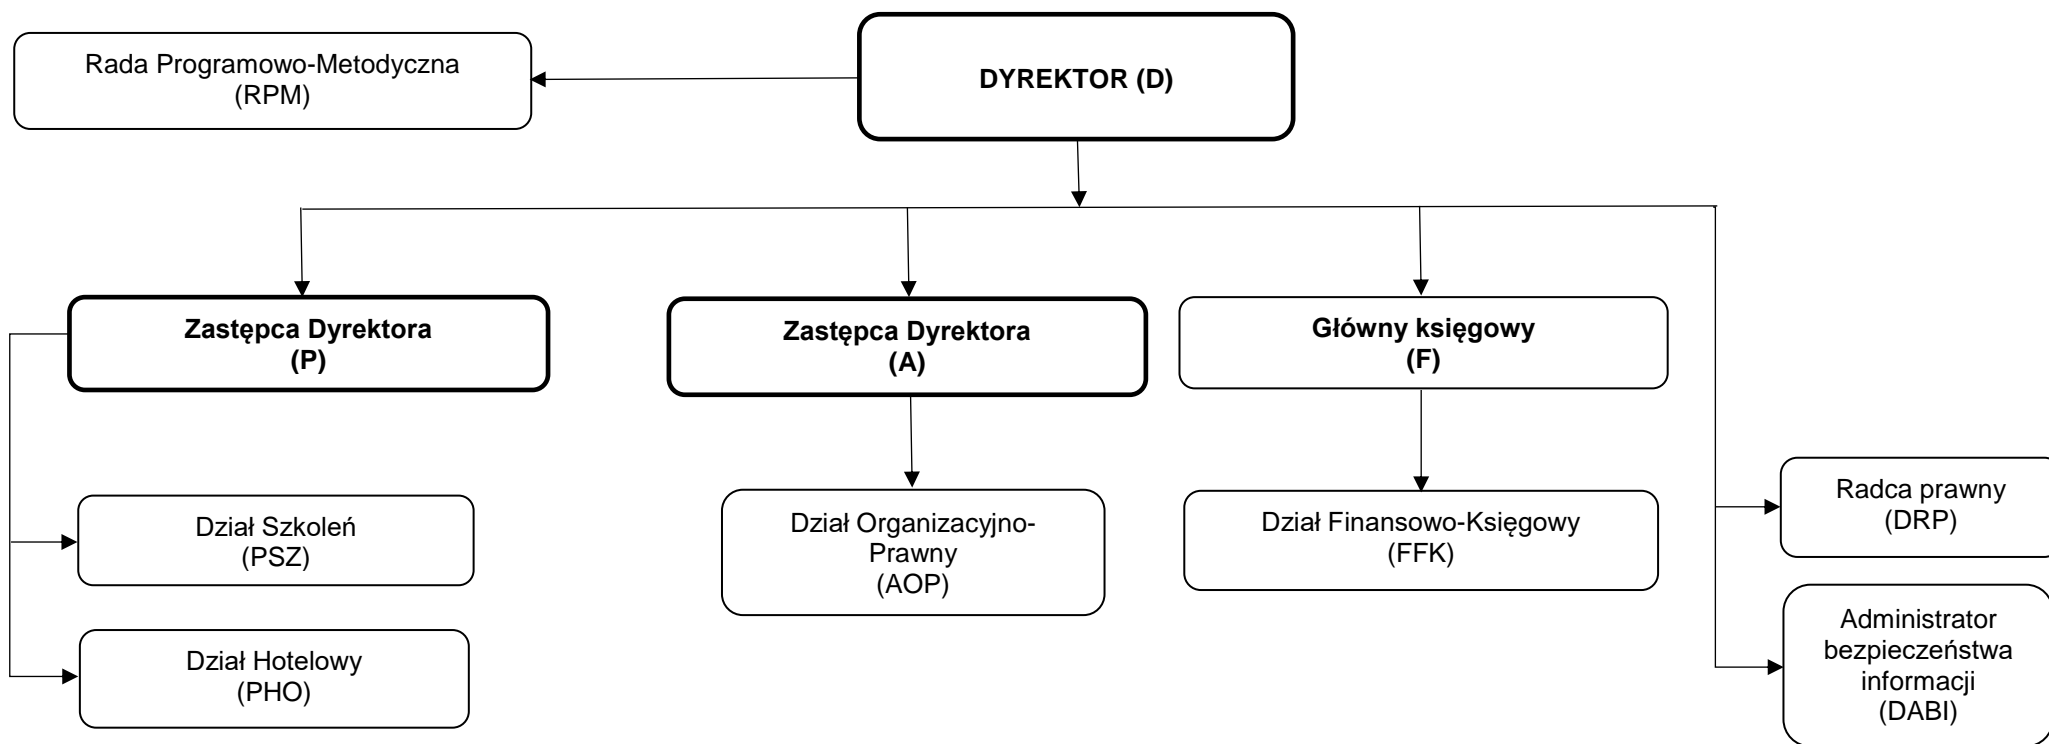 Rada Programowo-Metodyczna
(RPM)
DYREKTOR (D)
Zastępca Dyrektora
(P)
Zastępca Dyrektora
(A)
Główny księgowy
(F)
Dział Szkoleń
(PSZ)
Dział Hotelowy
(PHO)
Dział Organizacyjno-
Prawny
(AOP)
Dział Finansowo-Księgowy
(FFK)
Radca prawny
(DRP)
Administrator
bezpieczeństwa
informacji
(DABI)